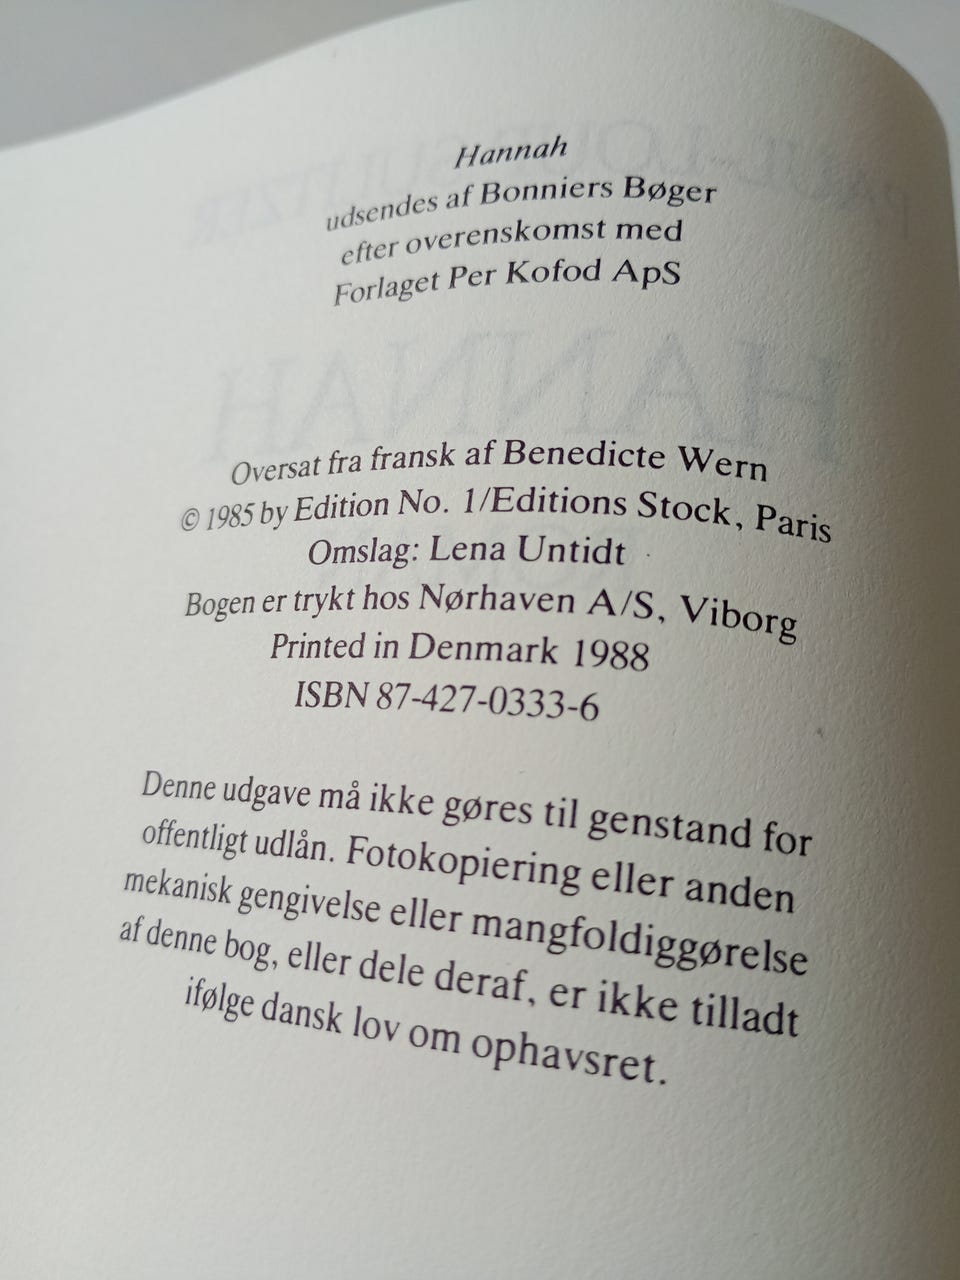 Hannah
udsendes af Bonniers Bøger
efter overenskomst med
Forlaget Per Kofod ApS
HANNAH
Oversat fra fransk af Benedicte Wern
© 1985 by Edition No. 1/Editions Stock, Paris
Omslag: Lena Untidt
Bogen er trykt hos Nørhaven A/S, Viborg
Printed in Denmark 1988
ISBN 87-427-0333-6
Denne udgave må ikke gøres til genstand for
offentligt udlån. Fotokopiering eller anden
mekanisk gengivelse eller mangfoldiggørelse
af denne bog, eller dele deraf, er ikke tilladt
ifølge dansk lov om ophavsret.